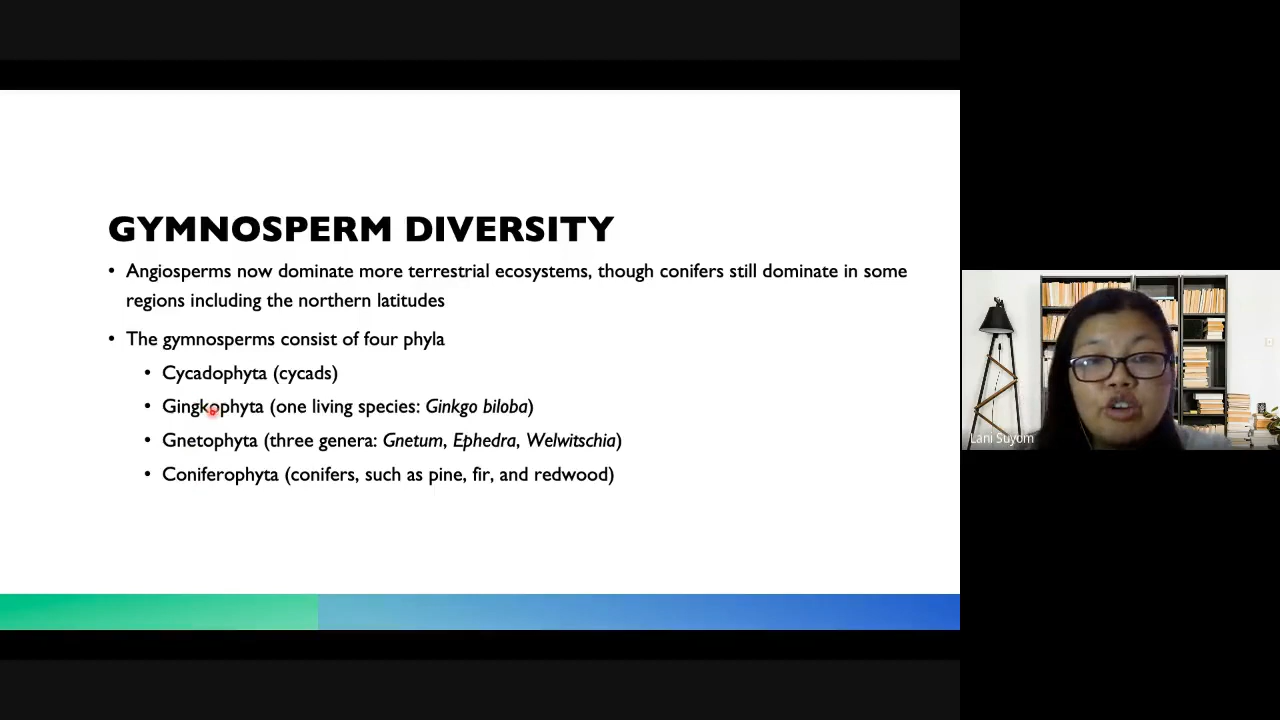 GYMNOSPERM DIVERSITY
• Angiosperms now dominate more terrestrial ecosystems, though conifers still dominate in some
regions including the northern latitudes
• The gymnosperms consist of four phyla
• Cycadophyta (cycads)
• Gingkophyta (one living species: Ginkgo biloba)
• Gnetophyta (three genera: Gnetum, Ephedra, Welwitschia)
• Coniferophyta (conifers, such as pine, fir, and redwood)
Lani Suyom